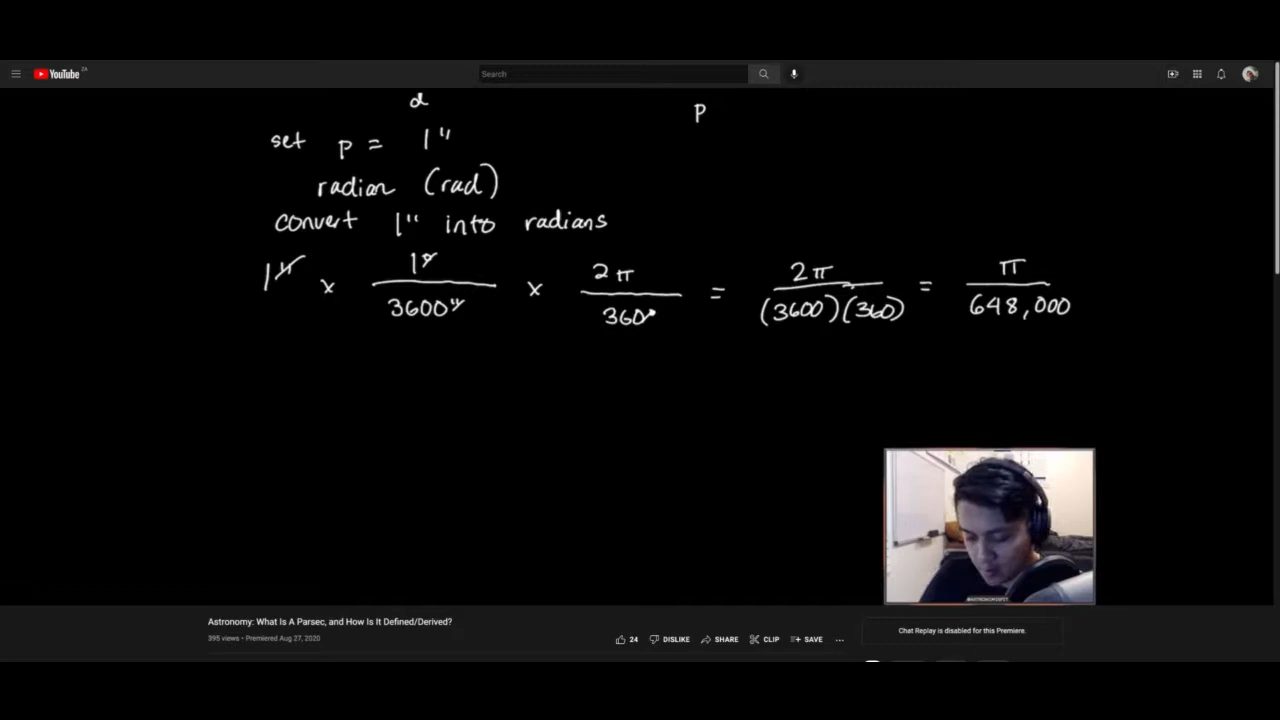 YouTube ZA
Search
d
P
set p = 1"
radian (rad)
convert 1" into radians
1" x 1° / 3600" x 2π / 360° = 2π / (3600)(360) = π / 648,000
Astronomy: What Is A Parsec, and How Is It Defined/Derived?
395 views • Premiered Aug 27, 2020
24 DISLIKE SHARE CLIP SAVE ...
Chat Replay is disabled for this Premiere.